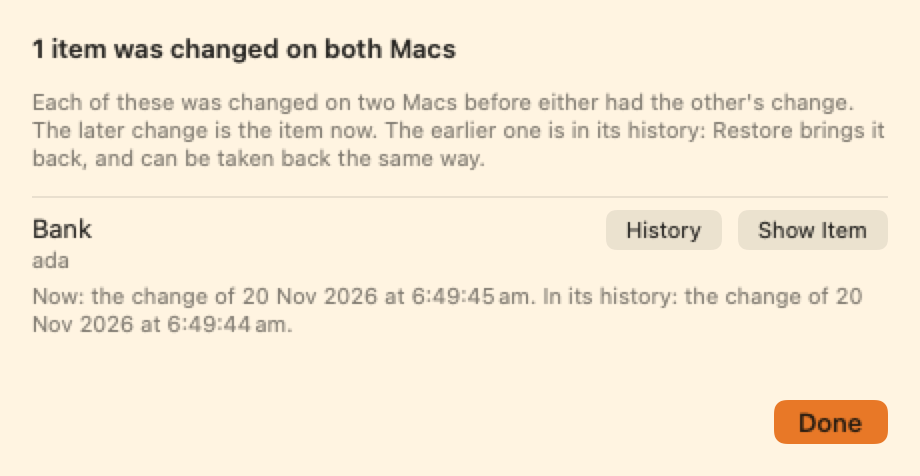 1 item was changed on both Macs
Each of these was changed on two Macs before either had the other's change.
The later change is the item now. The earlier one is in its history: Restore brings it
back, and can be taken back the same way.
Bank
History
Show Item
ada
Now: the change of 20 Nov 2026 at 6:49:45 am. In its history: the change of 20
Nov 2026 at 6:49:44 am.
Done